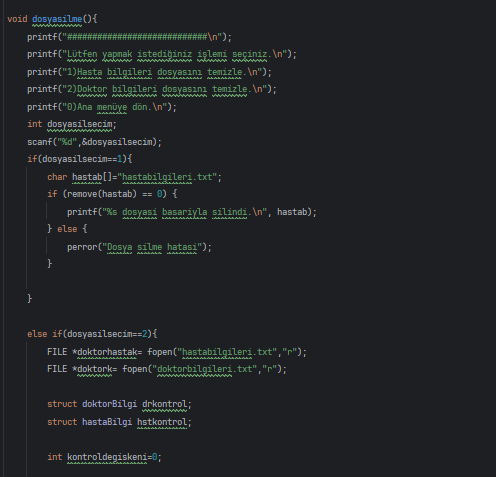 void dosyasilme(){
printf("############################\n");
printf("Lütfen yapmak istediğiniz işlemi seçiniz.\n");
printf("1)Hasta bilgileri dosyasını temizle.\n");
printf("2)Doktor bilgileri dosyasını temizle.\n");
printf("0)Ana menüye dön.\n");
int dosyasilsecim;
scanf("%d",&dosyasilsecim);
if(dosyasilsecim==1){
char hastab[]="hastabilgileri.txt";
if (remove(hastab) == 0) {
printf("%s dosyasi basariyla silindi.\n", hastab);
} else {
perror("Dosya silme hatasi");
}
}
else if(dosyasilsecim==2){
FILE *doktorhastak= fopen("hastabilgileri.txt","r");
FILE *doktork= fopen("doktorbilgileri.txt","r");
struct doktorBilgi drkontrol;
struct hastaBilgi hstkontrol;
int kontroldegiskeni=0;